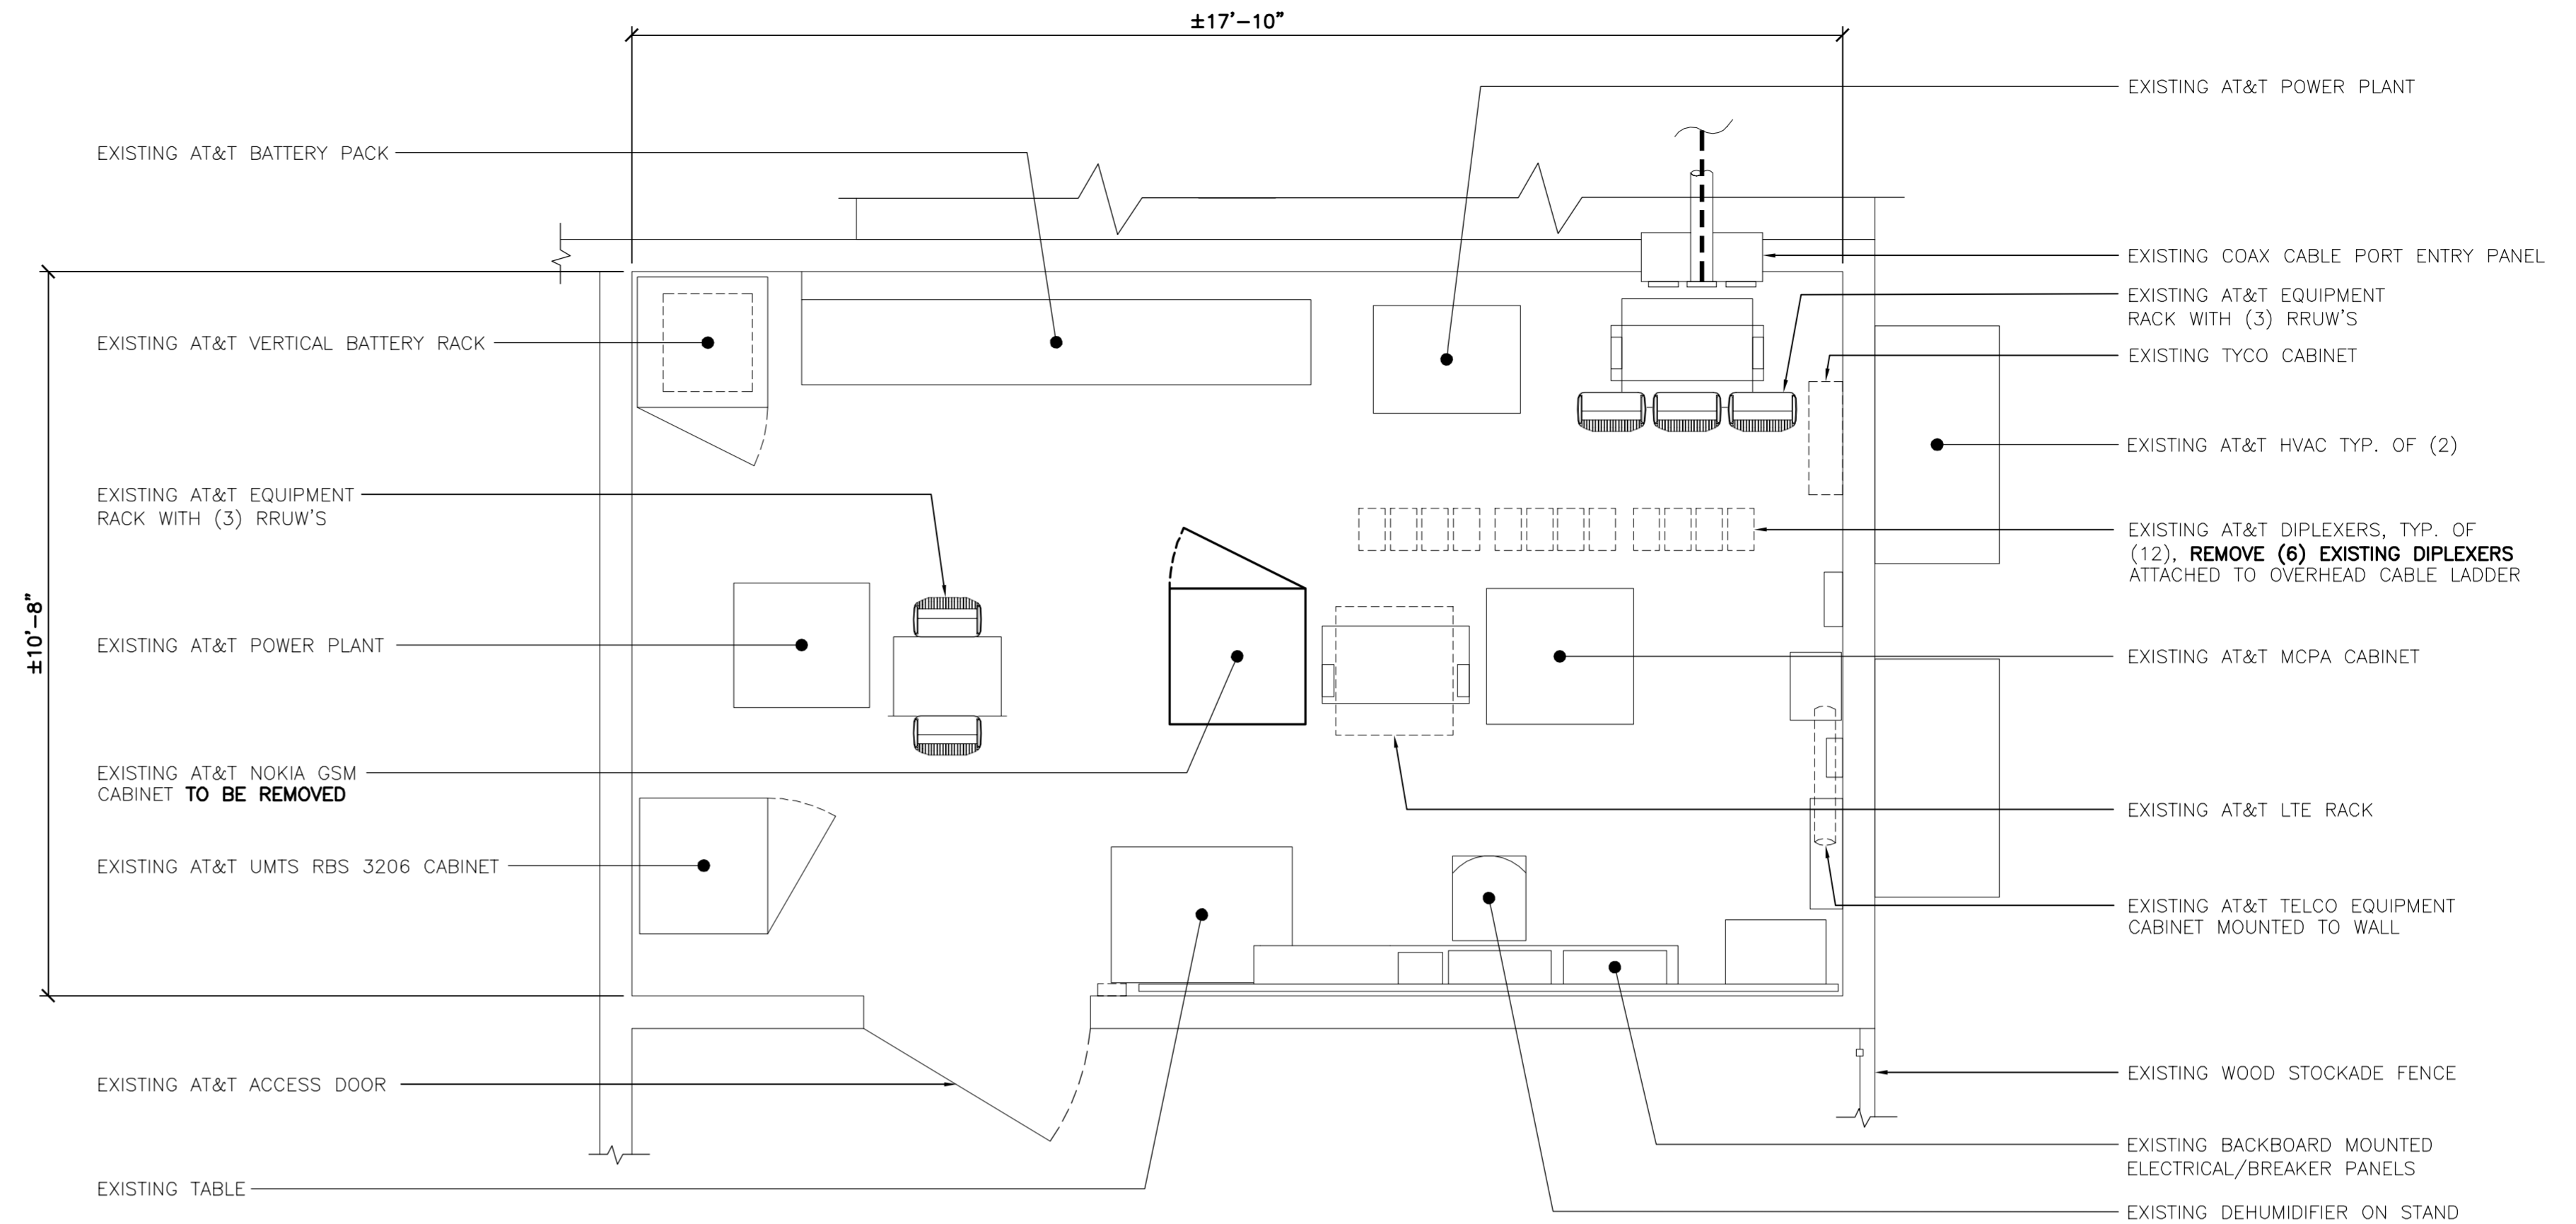 ±17'-10"
EXISTING AT&T BATTERY PACK
EXISTING AT&T VERTICAL BATTERY RACK
EXISTING AT&T EQUIPMENT
RACK WITH (3) RRUW'S
±10'-8"
EXISTING AT&T POWER PLANT
EXISTING AT&T NOKIA GSM
CABINET TO BE REMOVED
EXISTING AT&T UMTS RBS 3206 CABINET
EXISTING AT&T ACCESS DOOR
EXISTING TABLE
EXISTING AT&T POWER PLANT
EXISTING COAX CABLE PORT ENTRY PANEL
EXISTING AT&T EQUIPMENT
RACK WITH (3) RRUW'S
EXISTING TYCO CABINET
EXISTING AT&T HVAC TYP. OF (2)
EXISTING AT&T DIPLEXERS, TYP. OF
(12), REMOVE (6) EXISTING DIPLEXERS
ATTACHED TO OVERHEAD CABLE LADDER
EXISTING AT&T MCPA CABINET
EXISTING AT&T LTE RACK
EXISTING AT&T TELCO EQUIPMENT
CABINET MOUNTED TO WALL
EXISTING WOOD STOCKADE FENCE
EXISTING BACKBOARD MOUNTED
ELECTRICAL/BREAKER PANELS
EXISTING DEHUMIDIFIER ON STAND